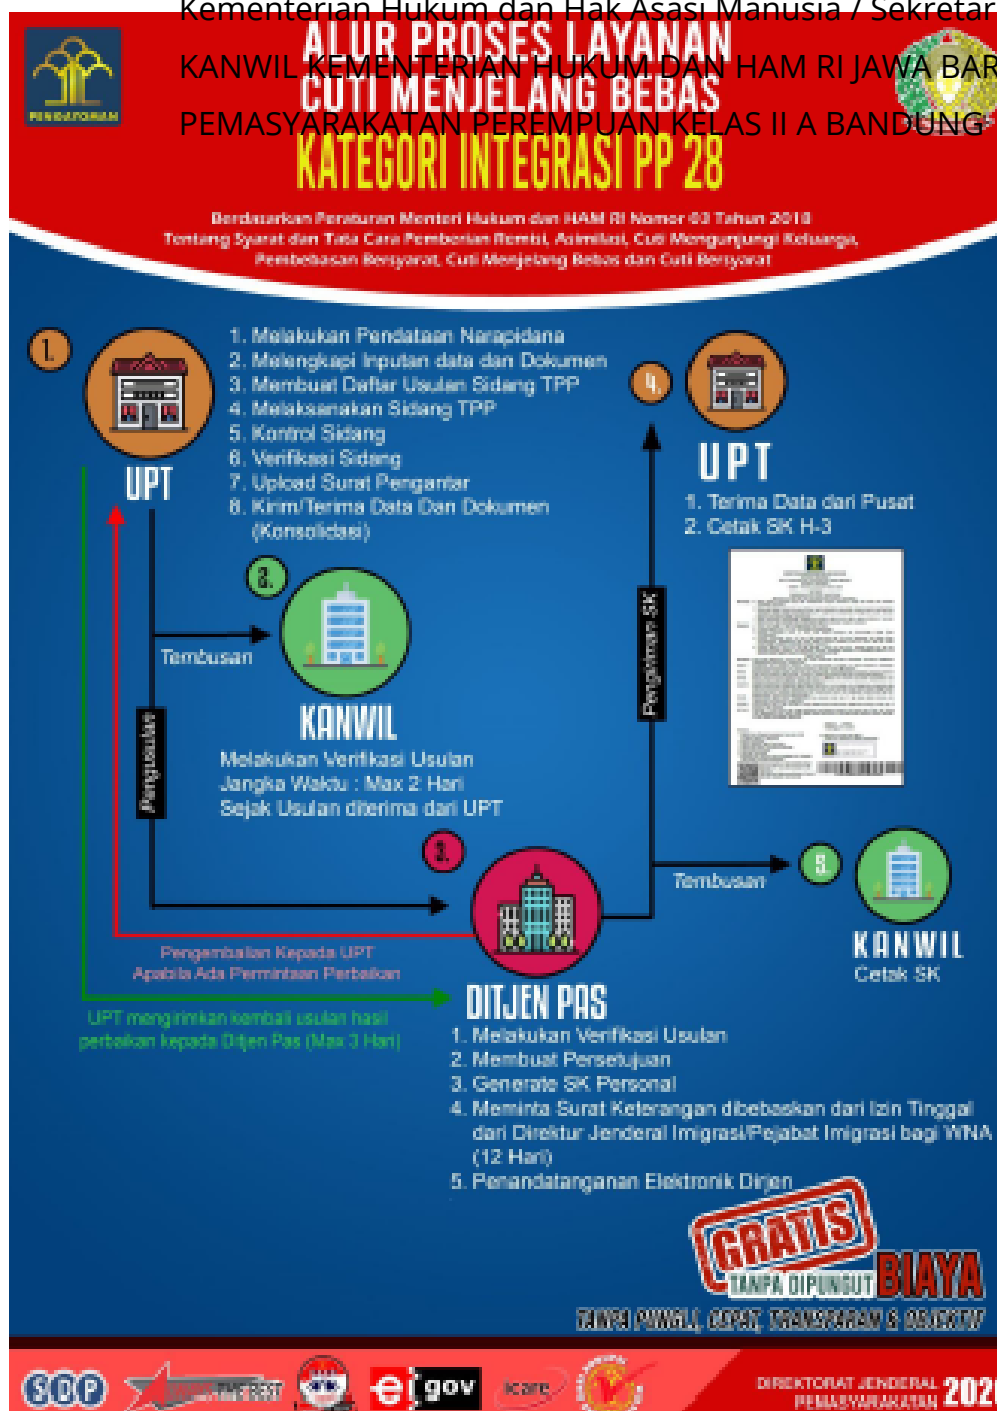 Kementerian Hukum dan Hak Asasi Manusia / Sekretar
ALUR PROSES LAYANAN
KANWIL KEMENTERIAN HUKUM DAN HAM RI JAWA BAR
CUTI MENJELANG BEBAS
PEMASYARAKATAN PEREMPUAN KELAS II A BANDUNG
KATEGORI INTEGRASI PP 28
PENGAYOMAN
Berdasarkan Peraturan Menteri Hukum dan HAM RI Nomor 03 Tahun 2018
Tentang Syarat dan Tata Cara Pemberian Remisi, Asimilasi, Cuti Mengunjungi Keluarga,
Pembebasan Bersyarat, Cuti Menjelang Bebas dan Cuti Bersyarat
1.
UPT
1. Melakukan Pendataan Narapidana
2. Melengkapi Inputan data dan Dokumen
3. Membuat Daftar Usulan Sidang TPP
4. Melaksanakan Sidang TPP
5. Kontrol Sidang
6. Verifikasi Sidang
7. Upload Surat Pengantar
8. Kirim/Terima Data Dan Dokumen
(Konsolidasi)
4.
UPT
1. Terima Data dari Pusat
2. Cetak SK H-3
Tembusan
KANWIL
Melakukan Verifikasi Usulan
Jangka Waktu : Max 2 Hari
Sejak Usulan diterima dari UPT
Pengusulan
Pengiriman SK
Tembusan
5.
KANWIL
Cetak SK
Pengembalian Kepada UPT
Apabila Ada Permintaan Perbaikan
UPT mengirimkan kembali usulan hasil
perbaikan kepada Ditjen Pas (Max 3 Hari)
DITJEN PAS
1. Melakukan Verifikasi Usulan
2. Membuat Persetujuan
3. Generate SK Personal
4. Meminta Surat Keterangan dibebaskan dari Izin Tinggal
dari Direktur Jenderal Imigrasi/Pejabat Imigrasi bagi WNA
(12 Hari)
5. Penandatanganan Elektronik Dirjen
GRATIS
TANPA DIPUNGUT BIAYA
TANPA PUNGLI, CEPAT, TRANSPARAN & OBJEKTIF
e gov
icare
DIREKTORAT JENDERAL
PEMASYARAKATAN
202